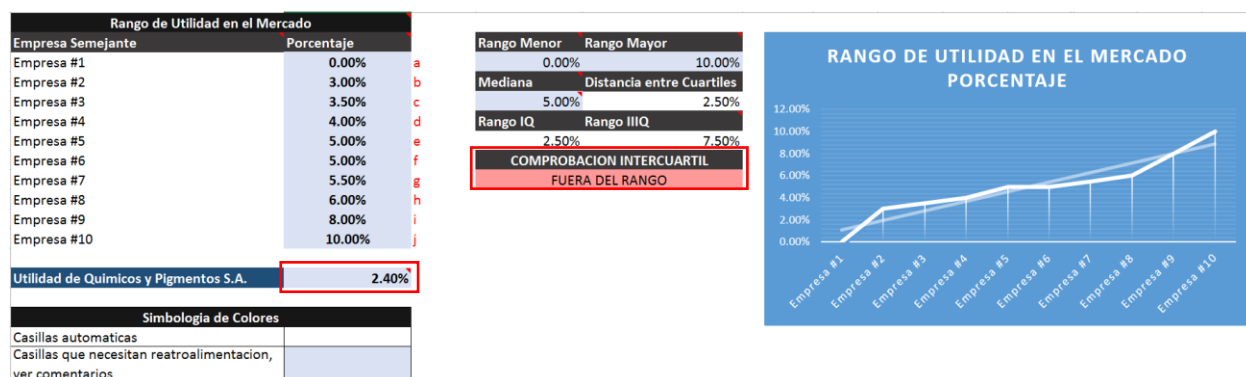 Rango de Utilidad en el Mercado
Empresa Semejante Porcentaje
Empresa #1 0.00% a
Empresa #2 3.00% b
Empresa #3 3.50% c
Empresa #4 4.00% d
Empresa #5 5.00% e
Empresa #6 5.00% f
Empresa #7 5.50% g
Empresa #8 6.00% h
Empresa #9 8.00% i
Empresa #10 10.00% j
Utilidad de Quimicos y Pigmentos S.A. 2.40%
Simbologia de Colores
Casillas automaticas
Casillas que necesitan reatroalimentacion,
ver comentarios
Rango Menor Rango Mayor
0.00% 10.00%
Mediana Distancia entre Cuartiles
5.00% 2.50%
Rango IQ Rango IIIQ
2.50% 7.50%
COMPROBACION INTERCUARTIL
FUERA DEL RANGO
RANGO DE UTILIDAD EN EL MERCADO
PORCENTAJE
12.00%
10.00%
8.00%
6.00%
4.00%
2.00%
0.00%
Empresa #1
Empresa #2
Empresa #3
Empresa #4
Empresa #5
Empresa #6
Empresa #7
Empresa #8
Empresa #9
Empresa #10